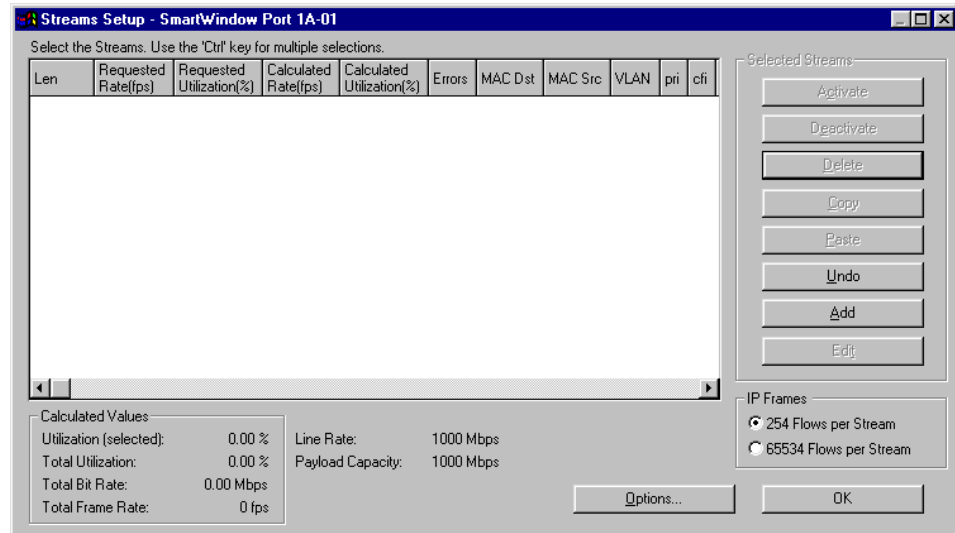 Streams Setup - SmartWindow Port 1A-01
Select the Streams. Use the 'Ctrl' key for multiple selections.
Len
Requested Rate(fps)
Requested Utilization(%)
Calculated Rate(fps)
Calculated Utilization(%)
Errors
MAC Dst
MAC Src
VLAN
pri
cfi
Selected Streams
Activate
Deactivate
Delete
Copy
Paste
Undo
Add
Edit
IP Frames
254 Flows per Stream
65534 Flows per Stream
Calculated Values
Utilization (selected): 0.00 %
Total Utilization: 0.00 %
Total Bit Rate: 0.00 Mbps
Total Frame Rate: 0 fps
Line Rate: 1000 Mbps
Payload Capacity: 1000 Mbps
Options...
OK